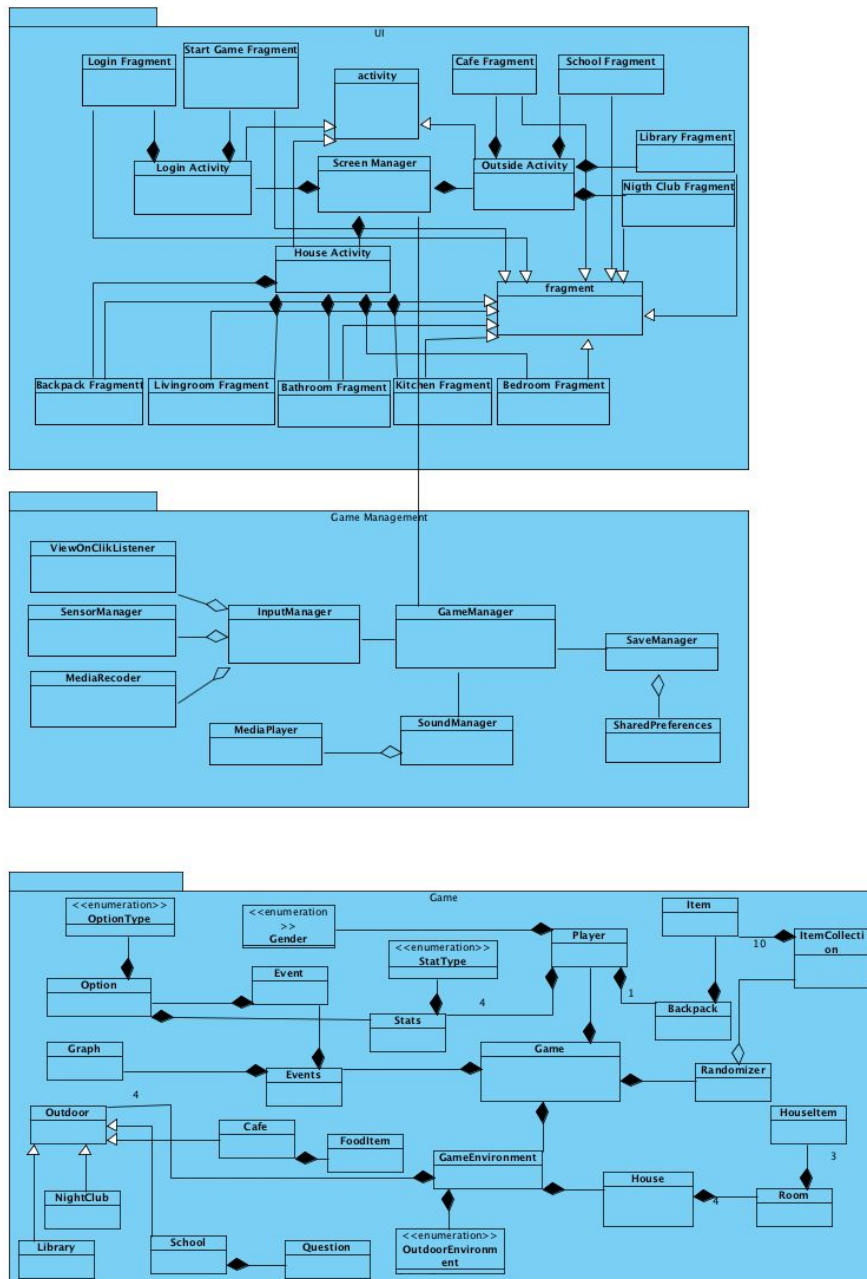 UI
Login Fragment
Start Game Fragment
activity
Cafe Fragment
School Fragment
Library Fragment
Login Activity
Screen Manager
Outside Activity
Nigth Club Fragment
House Activity
fragment
Backpack Fragmentt
Livingroom Fragment
Bathroom Fragment
Kitchen Fragment
Bedroom Fragment
Game Management
ViewOnClikListener
SensorManager
InputManager
GameManager
SaveManager
MediaRecoder
MediaPlayer
SoundManager
SharedPreferences
Game
<<enumeration>>
OptionType
<<enumeration
>>
Gender
<<enumeration>>
StatType
Player
Item
10
ItemCollecti
on
Option
Event
4
Stats
1
Backpack
Graph
Events
Game
Randomizer
4
Outdoor
Cafe
FoodItem
GameEnvironment
House
4
HouseItem
3
Room
NightClub
Library
School
Question
<<enumeration>>
OutdoorEnvironm
ent